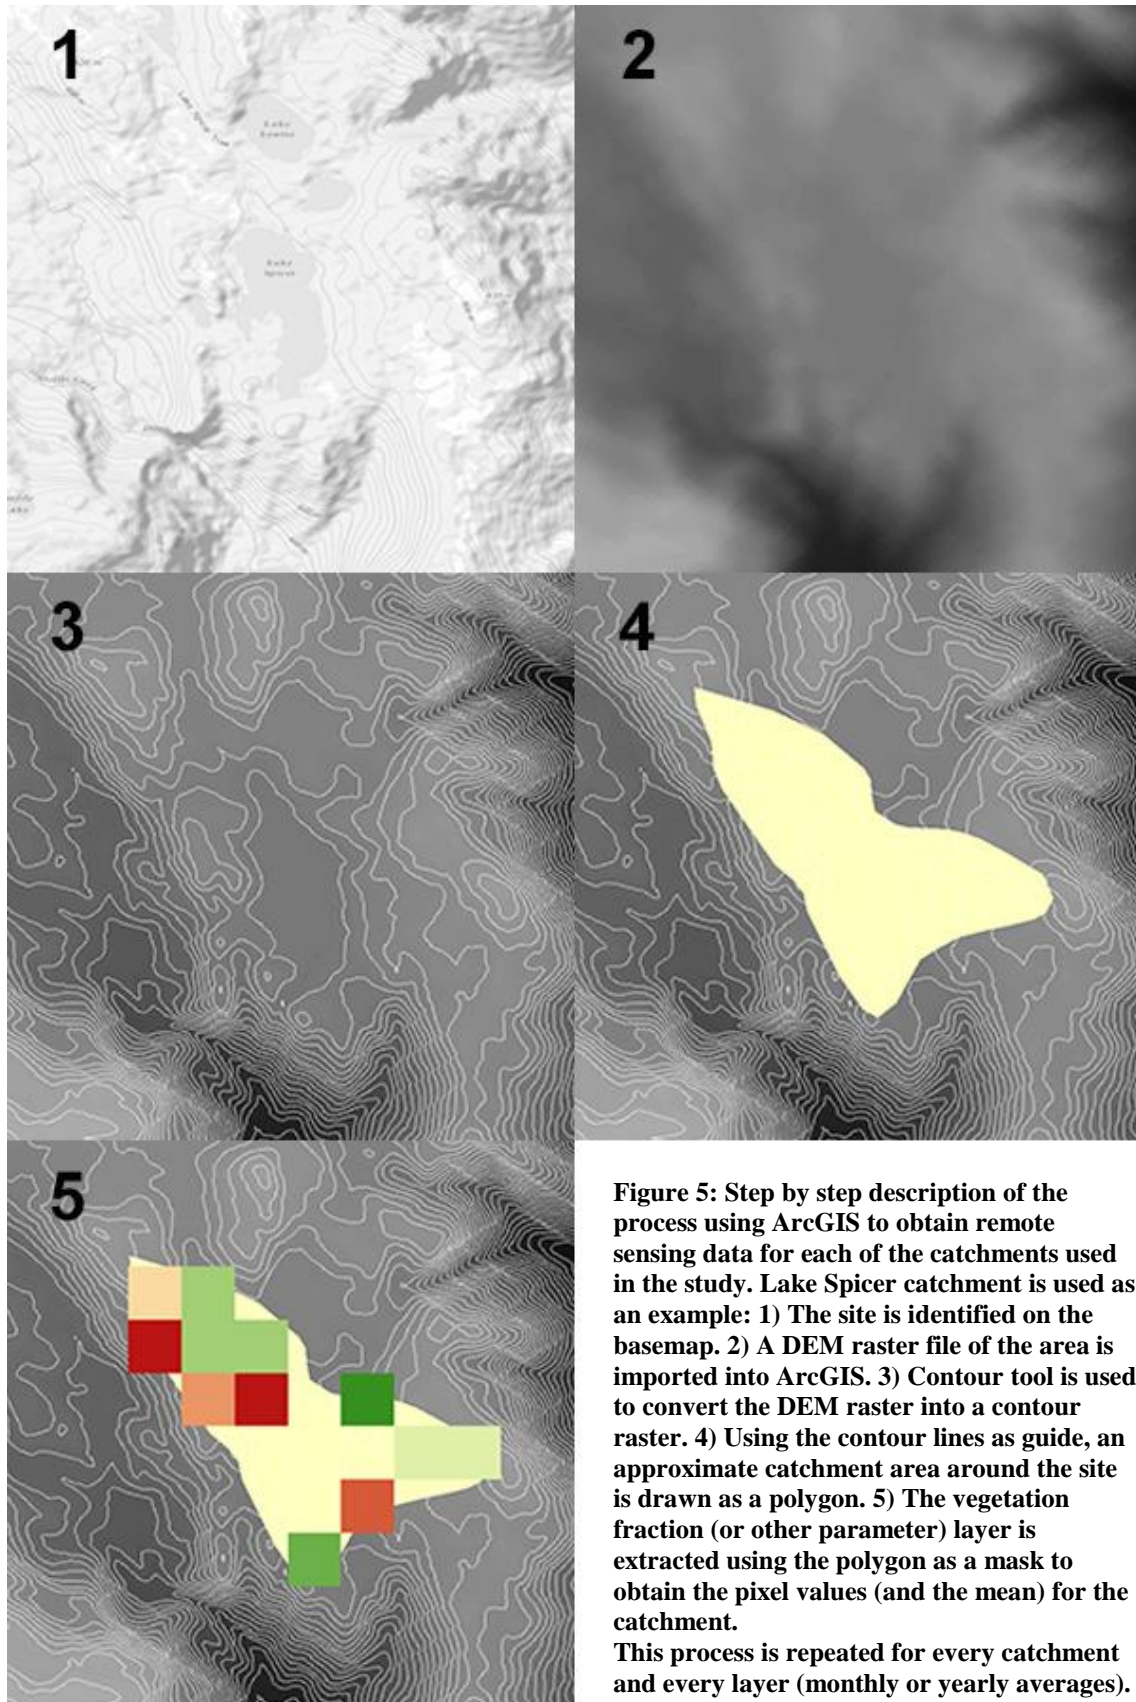 1
2
Lake
Lake
Spicer
3
4
5
Figure 5: Step by step description of the
process using ArcGIS to obtain remote
sensing data for each of the catchments used
in the study. Lake Spicer catchment is used as
an example: 1) The site is identified on the
basemap. 2) A DEM raster file of the area is
imported into ArcGIS. 3) Contour tool is used
to convert the DEM raster into a contour
raster. 4) Using the contour lines as guide, an
approximate catchment area around the site
is drawn as a polygon. 5) The vegetation
fraction (or other parameter) layer is
extracted using the polygon as a mask to
obtain the pixel values (and the mean) for the
catchment.
This process is repeated for every catchment
and every layer (monthly or yearly averages).